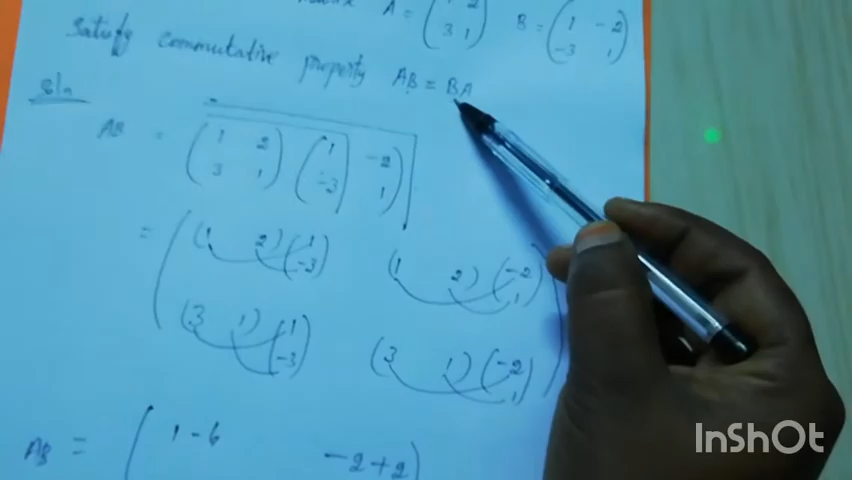 A = ( 1 2 B = ( 1 -2
3 1 ) -3 1 )
Satisfy commutative property AB = BA
Soln
AB = ( 1 2 ) ( 1 -2 )
3 1 -3 1
= ( (1 2) ( 1 ) (1 2) ( -2 )
-3 1
(3 1) ( 1 ) (3 1) ( -2 )
-3 1
AB = ( 1 - 6 -2 + 2 )
InShOt